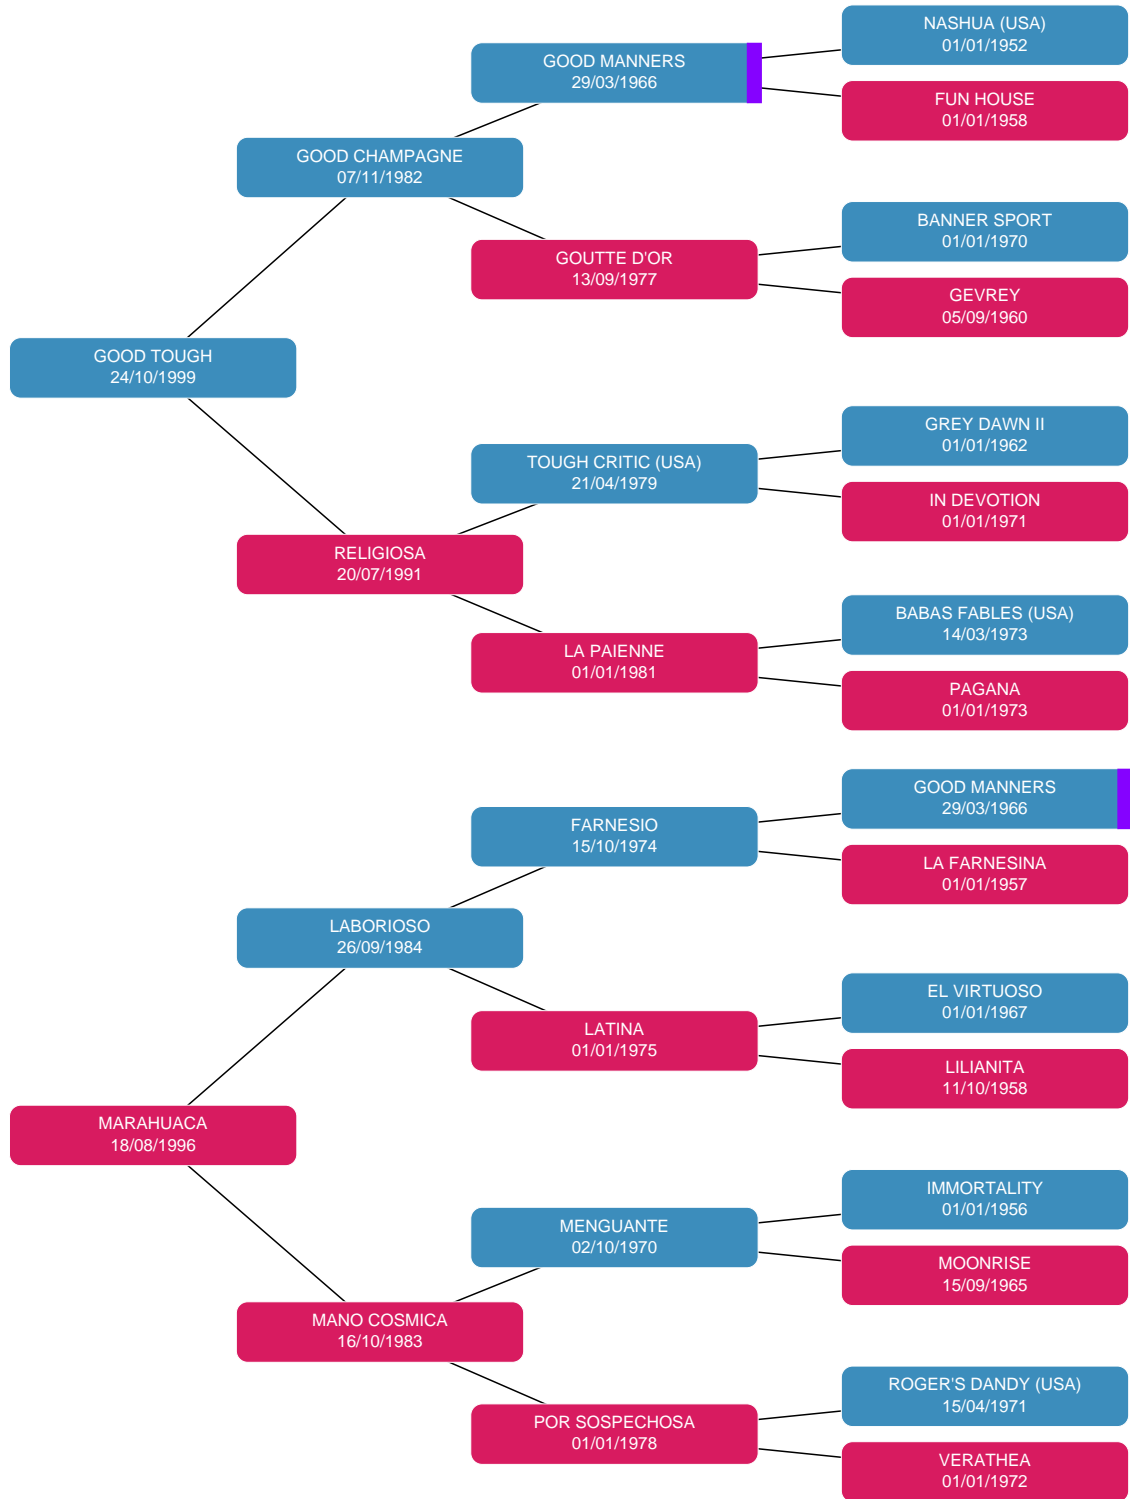 NASHUA (USA)
01/01/1952
GOOD MANNERS
29/03/1966
FUN HOUSE
01/01/1958
GOOD CHAMPAGNE
07/11/1982
BANNER SPORT
01/01/1970
GOUTTE D'OR
13/09/1977
GEVREY
05/09/1960
GOOD TOUGH
24/10/1999
GREY DAWN II
01/01/1962
TOUGH CRITIC (USA)
21/04/1979
IN DEVOTION
01/01/1971
RELIGIOSA
20/07/1991
BABAS FABLES (USA)
14/03/1973
LA PAIENNE
01/01/1981
PAGANA
01/01/1973
GOOD MANNERS
29/03/1966
FARNESIO
15/10/1974
LA FARNESINA
01/01/1957
LABORIOSO
26/09/1984
EL VIRTUOSO
01/01/1967
LATINA
01/01/1975
LILIANITA
11/10/1958
MARAHUACA
18/08/1996
IMMORTALITY
01/01/1956
MENGUANTE
02/10/1970
MOONRISE
15/09/1965
MANO COSMICA
16/10/1983
ROGER'S DANDY (USA)
15/04/1971
POR SOSPECHOSA
01/01/1978
VERATHEA
01/01/1972